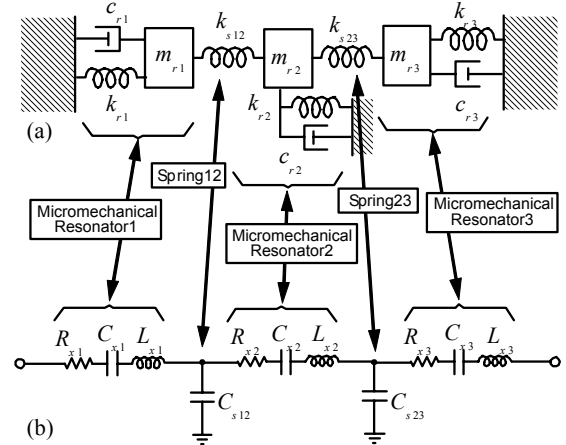 c r1
k s12
k s23
k r3
m r1
m r2
m r3
k r1
k r2
c r3
(a)
c r2
Spring12
Spring23
Micromechanical
Resonator1
Micromechanical
Resonator2
Micromechanical
Resonator3
R x1
C x1
L x1
R x2
C x2
L x2
R x3
C x3
L x3
C s12
C s23
(b)